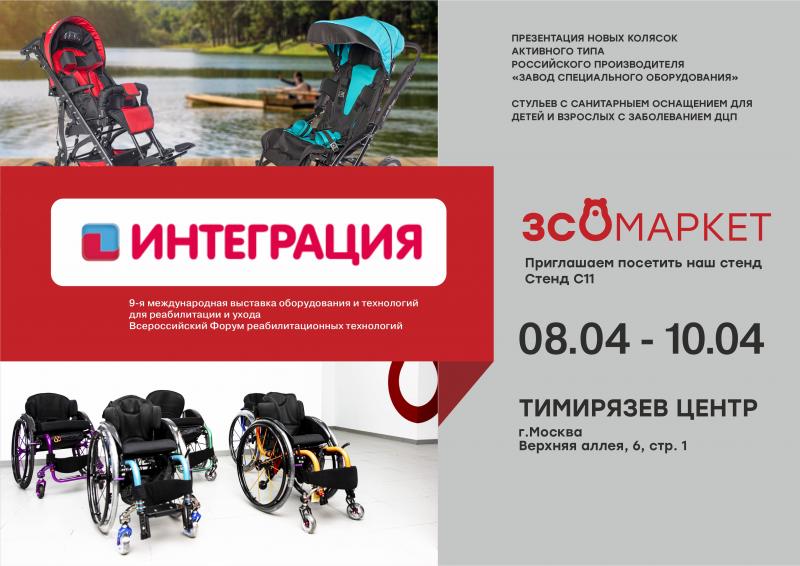 ПРЕЗЕНТАЦИЯ НОВЫХ КОЛЯСОК
АКТИВНОГО ТИПА
РОССИЙСКОГО ПРОИЗВОДИТЕЛЯ
«ЗАВОД СПЕЦИАЛЬНОГО ОБОРУДОВАНИЯ»
СТУЛЬЕВ С САНИТАРНЫЕМ ОСНАЩЕНИЕМ ДЛЯ
ДЕТЕЙ И ВЗРОСЛЫХ С ЗАБОЛЕВАНИЕМ ДЦП
ИНТЕГРАЦИЯ
9-я международная выставка оборудования и технологий
для реабилитации и ухода
Всероссийский Форум реабилитационных технологий
ЗСОМАРКЕТ
Приглашаем посетить наш стенд
Стенд С11
08.04 - 10.04
ТИМИРЯЗЕВ ЦЕНТР
г.Москва
Верхняя аллея, 6, стр. 1